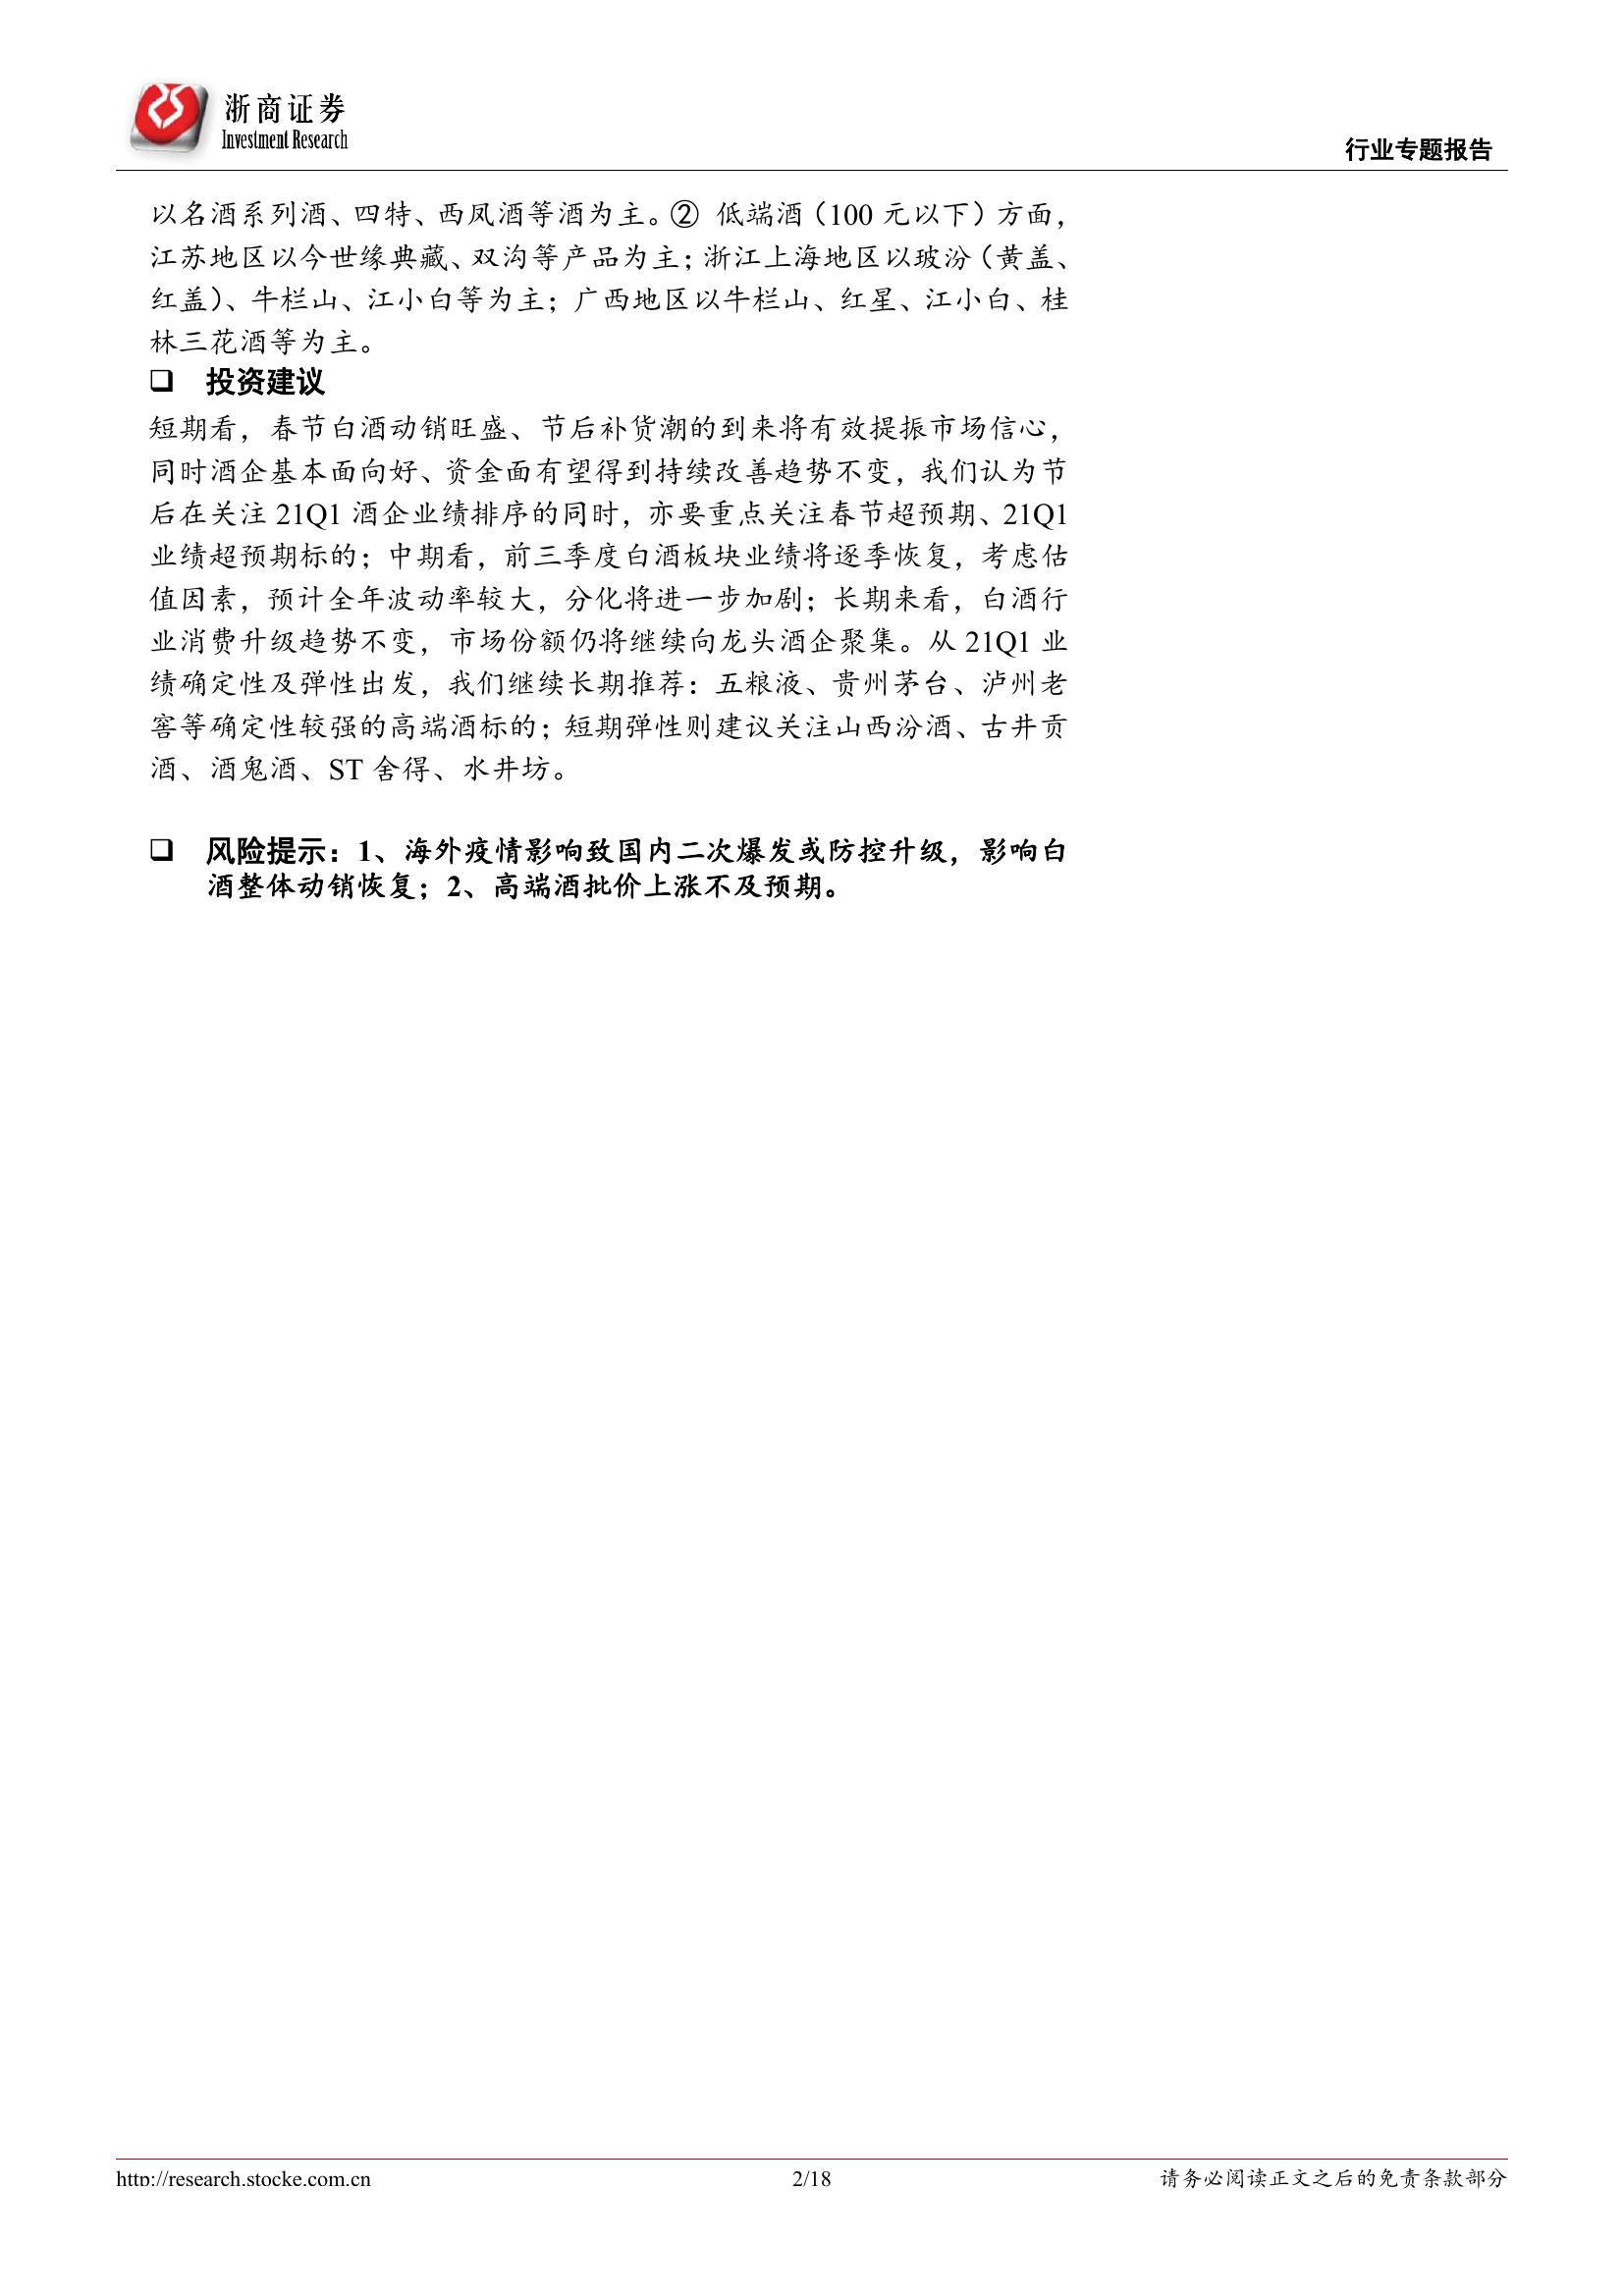 浙商证券
Investment Research
行业专题报告
以名酒系列酒、四特、西凤酒等酒为主。② 低端酒（100 元以下）方面，
江苏地区以今世缘典藏、双沟等产品为主；浙江上海地区以玻汾（黄盖、
红盖）、牛栏山、江小白等为主；广西地区以牛栏山、红星、江小白、桂
林三花酒等为主。
❑ 投资建议
短期看，春节白酒动销旺盛、节后补货潮的到来将有效提振市场信心，
同时酒企基本面向好、资金面有望得到持续改善趋势不变，我们认为节
后在关注 21Q1 酒企业绩排序的同时，亦要重点关注春节超预期、21Q1
业绩超预期标的；中期看，前三季度白酒板块业绩将逐季恢复，考虑估
值因素，预计全年波动率较大，分化将进一步加剧；长期来看，白酒行
业消费升级趋势不变，市场份额仍将继续向龙头酒企聚集。从 21Q1 业
绩确定性及弹性出发，我们继续长期推荐：五粮液、贵州茅台、泸州老
窖等确定性较强的高端酒标的；短期弹性则建议关注山西汾酒、古井贡
酒、酒鬼酒、ST 舍得、水井坊。
❑ 风险提示：1、海外疫情影响致国内二次爆发或防控升级，影响白
酒整体动销恢复；2、高端酒批价上涨不及预期。
http://research.stocke.com.cn
2/18
请务必阅读正文之后的免责条款部分